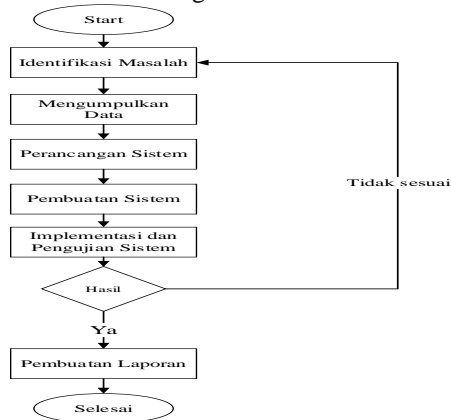 Start
Identifikasi Masalah
Mengumpulkan
Data
Perancangan Sistem
Pembuatan Sistem
Tidak sesuai
Implementasi dan
Pengujian Sistem
Hasil
Ya
Pembuatan Laporan
Selesai